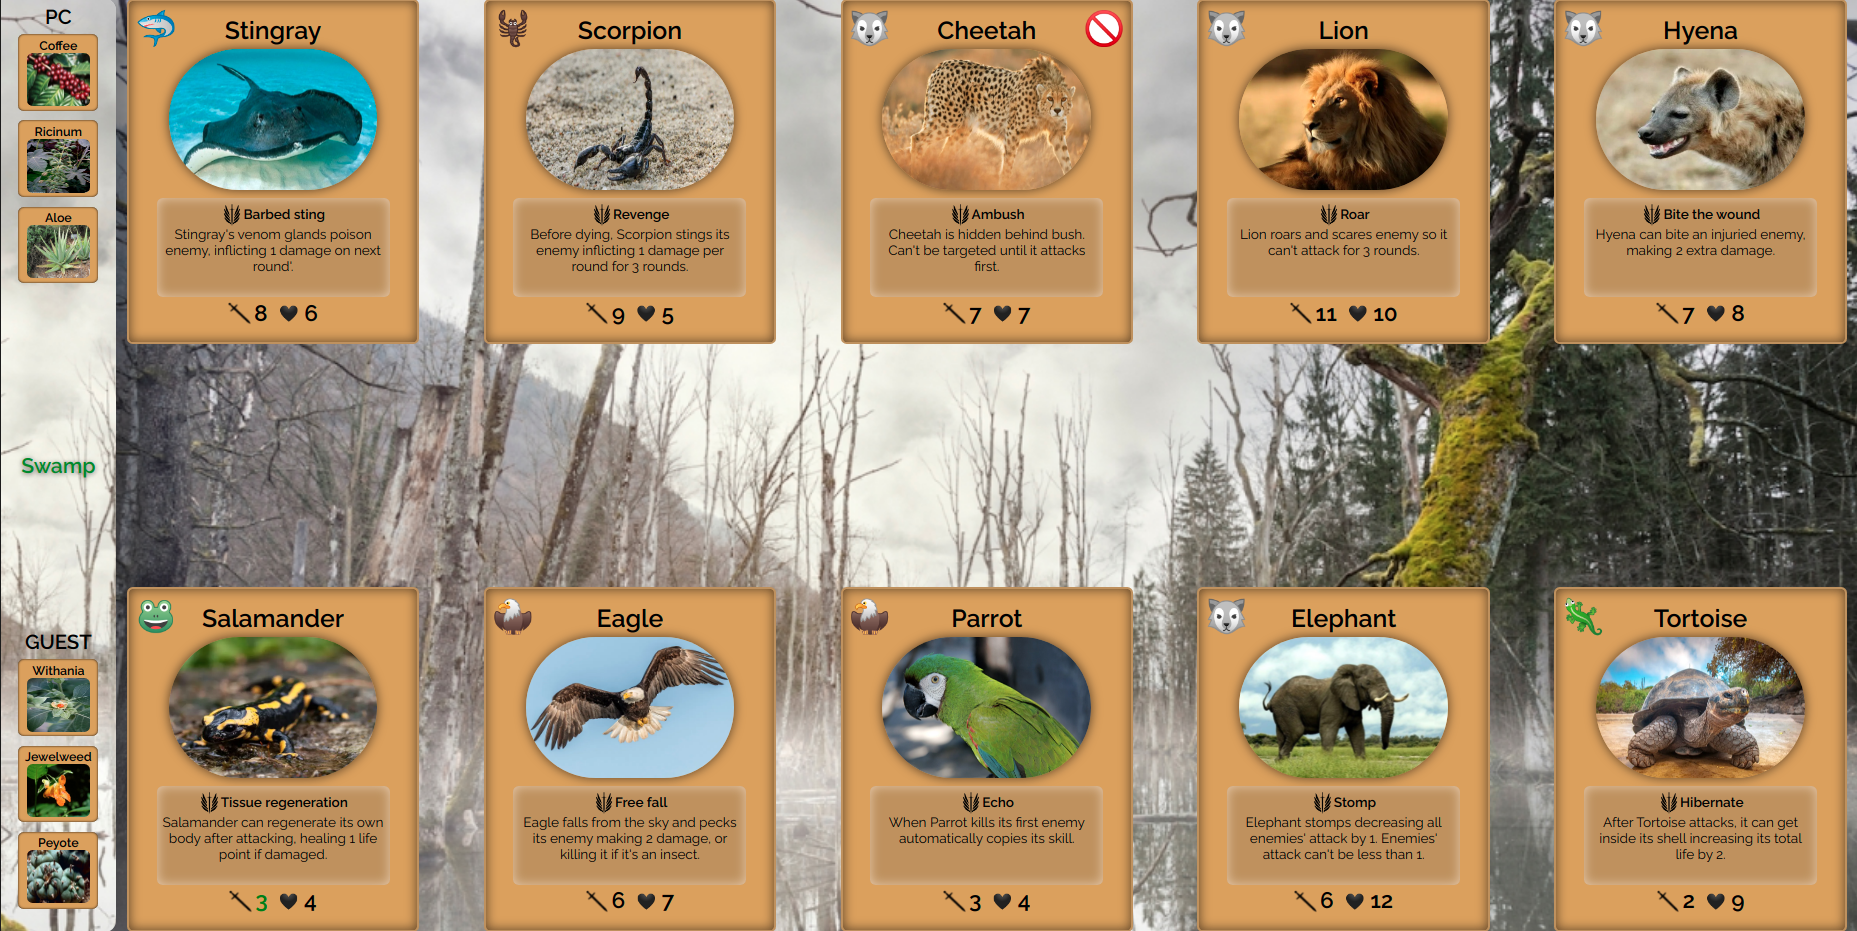 PC
Coffee
Ricinum
Aloe
Stingray
Barbed sting
Stingray's venom glands poison
enemy, inflicting 1 damage on next
round'.
8 6
Scorpion
Revenge
Before dying, Scorpion stings its
enemy inflicting 1 damage per
round for 3 rounds.
9 5
Cheetah
Ambush
Cheetah is hidden behind bush.
Can't be targeted until it attacks
first.
7 7
Lion
Roar
Lion roars and scares enemy so it
can't attack for 3 rounds.
11 10
Hyena
Bite the wound
Hyena can bite an injuried enemy,
making 2 extra damage.
7 8
Swamp
GUEST
Withania
Jewelweed
Peyote
Salamander
Tissue regeneration
Salamander can regenerate its own
body after attacking, healing 1 life
point if damaged.
3 4
Eagle
Free fall
Eagle falls from the sky and pecks
its enemy making 2 damage, or
killing it if it's an insect.
6 7
Parrot
Echo
When Parrot kills its first enemy
automatically copies its skill.
3 4
Elephant
Stomp
Elephant stomps decreasing all
enemies' attack by 1. Enemies'
attack can't be less than 1.
6 12
Tortoise
Hibernate
After Tortoise attacks, it can get
inside its shell increasing its total
life by 2.
2 9